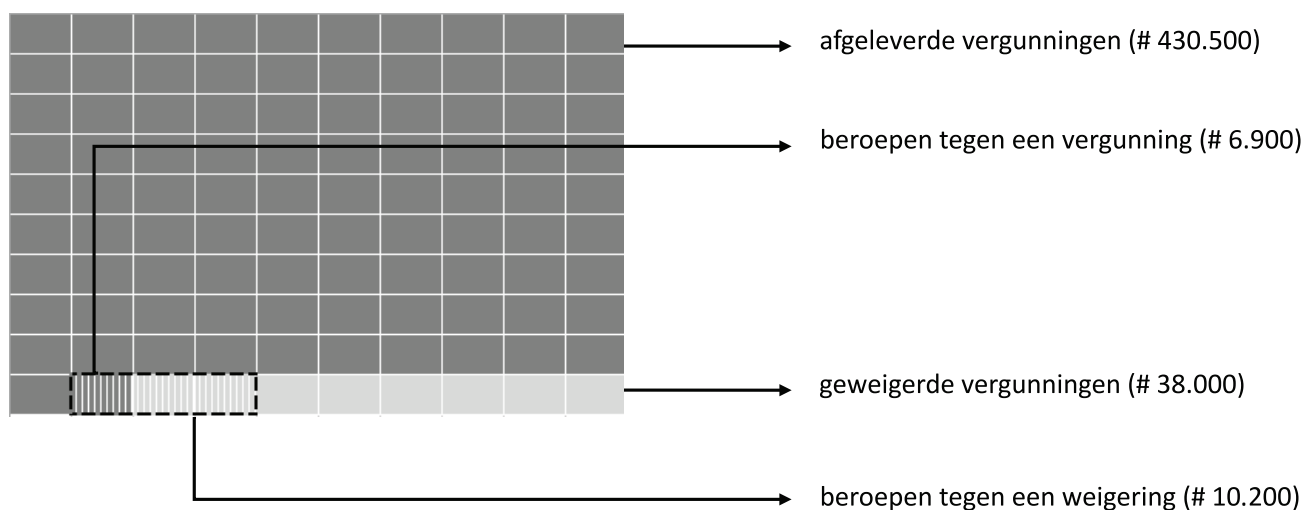 afgeleverde vergunningen (# 430.500)
beroepen tegen een vergunning (# 6.900)
geweigerde vergunningen (# 38.000)
beroepen tegen een weigering (# 10.200)